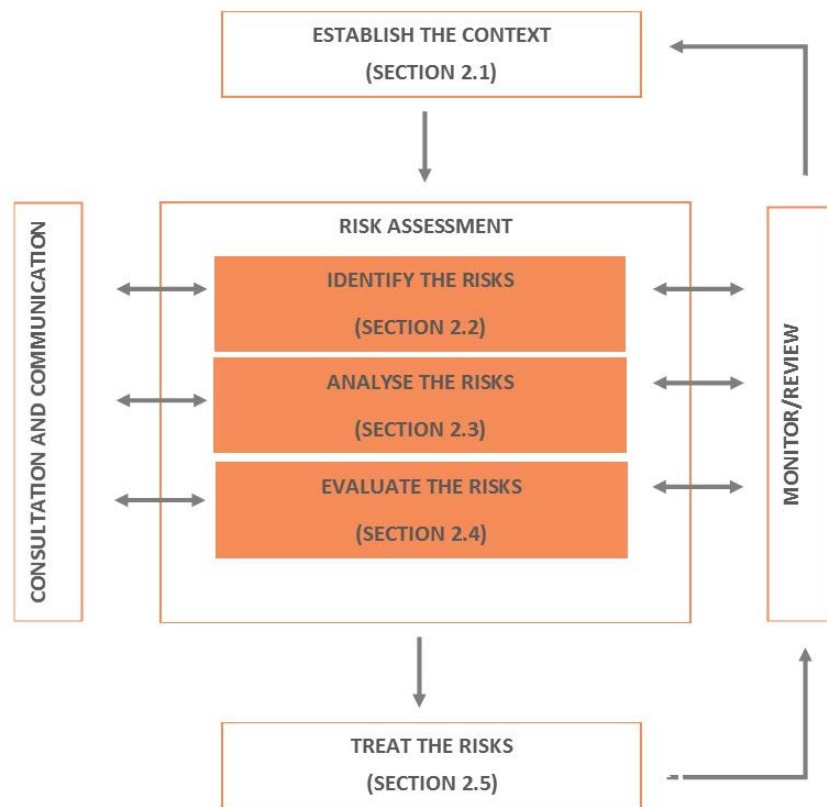 ESTABLISH THE CONTEXT
(SECTION 2.1)
CONSULTATION AND COMMUNICATION
RISK ASSESSMENT
IDENTIFY THE RISKS
(SECTION 2.2)
ANALYSE THE RISKS
(SECTION 2.3)
EVALUATE THE RISKS
(SECTION 2.4)
MONITOR/REVIEW
TREAT THE RISKS
(SECTION 2.5)